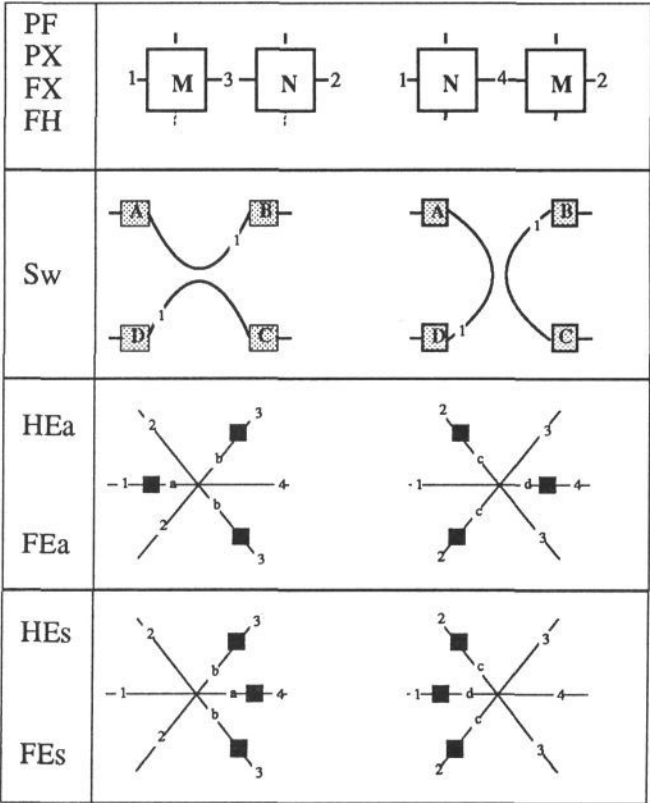 PF
PX
FX
FH
1 M 3 N 2
1 N 4 M 2
Sw
A B
1
1
D C
A B
1
1
D C
HEa
FEa
2 3
b
1 a 4
b
2 3
2 3
c
1 d 4
c
2 3
HEs
FEs
2 3
b
1 a 4
b
2 3
2 3
c
1 d 4
c
2 3